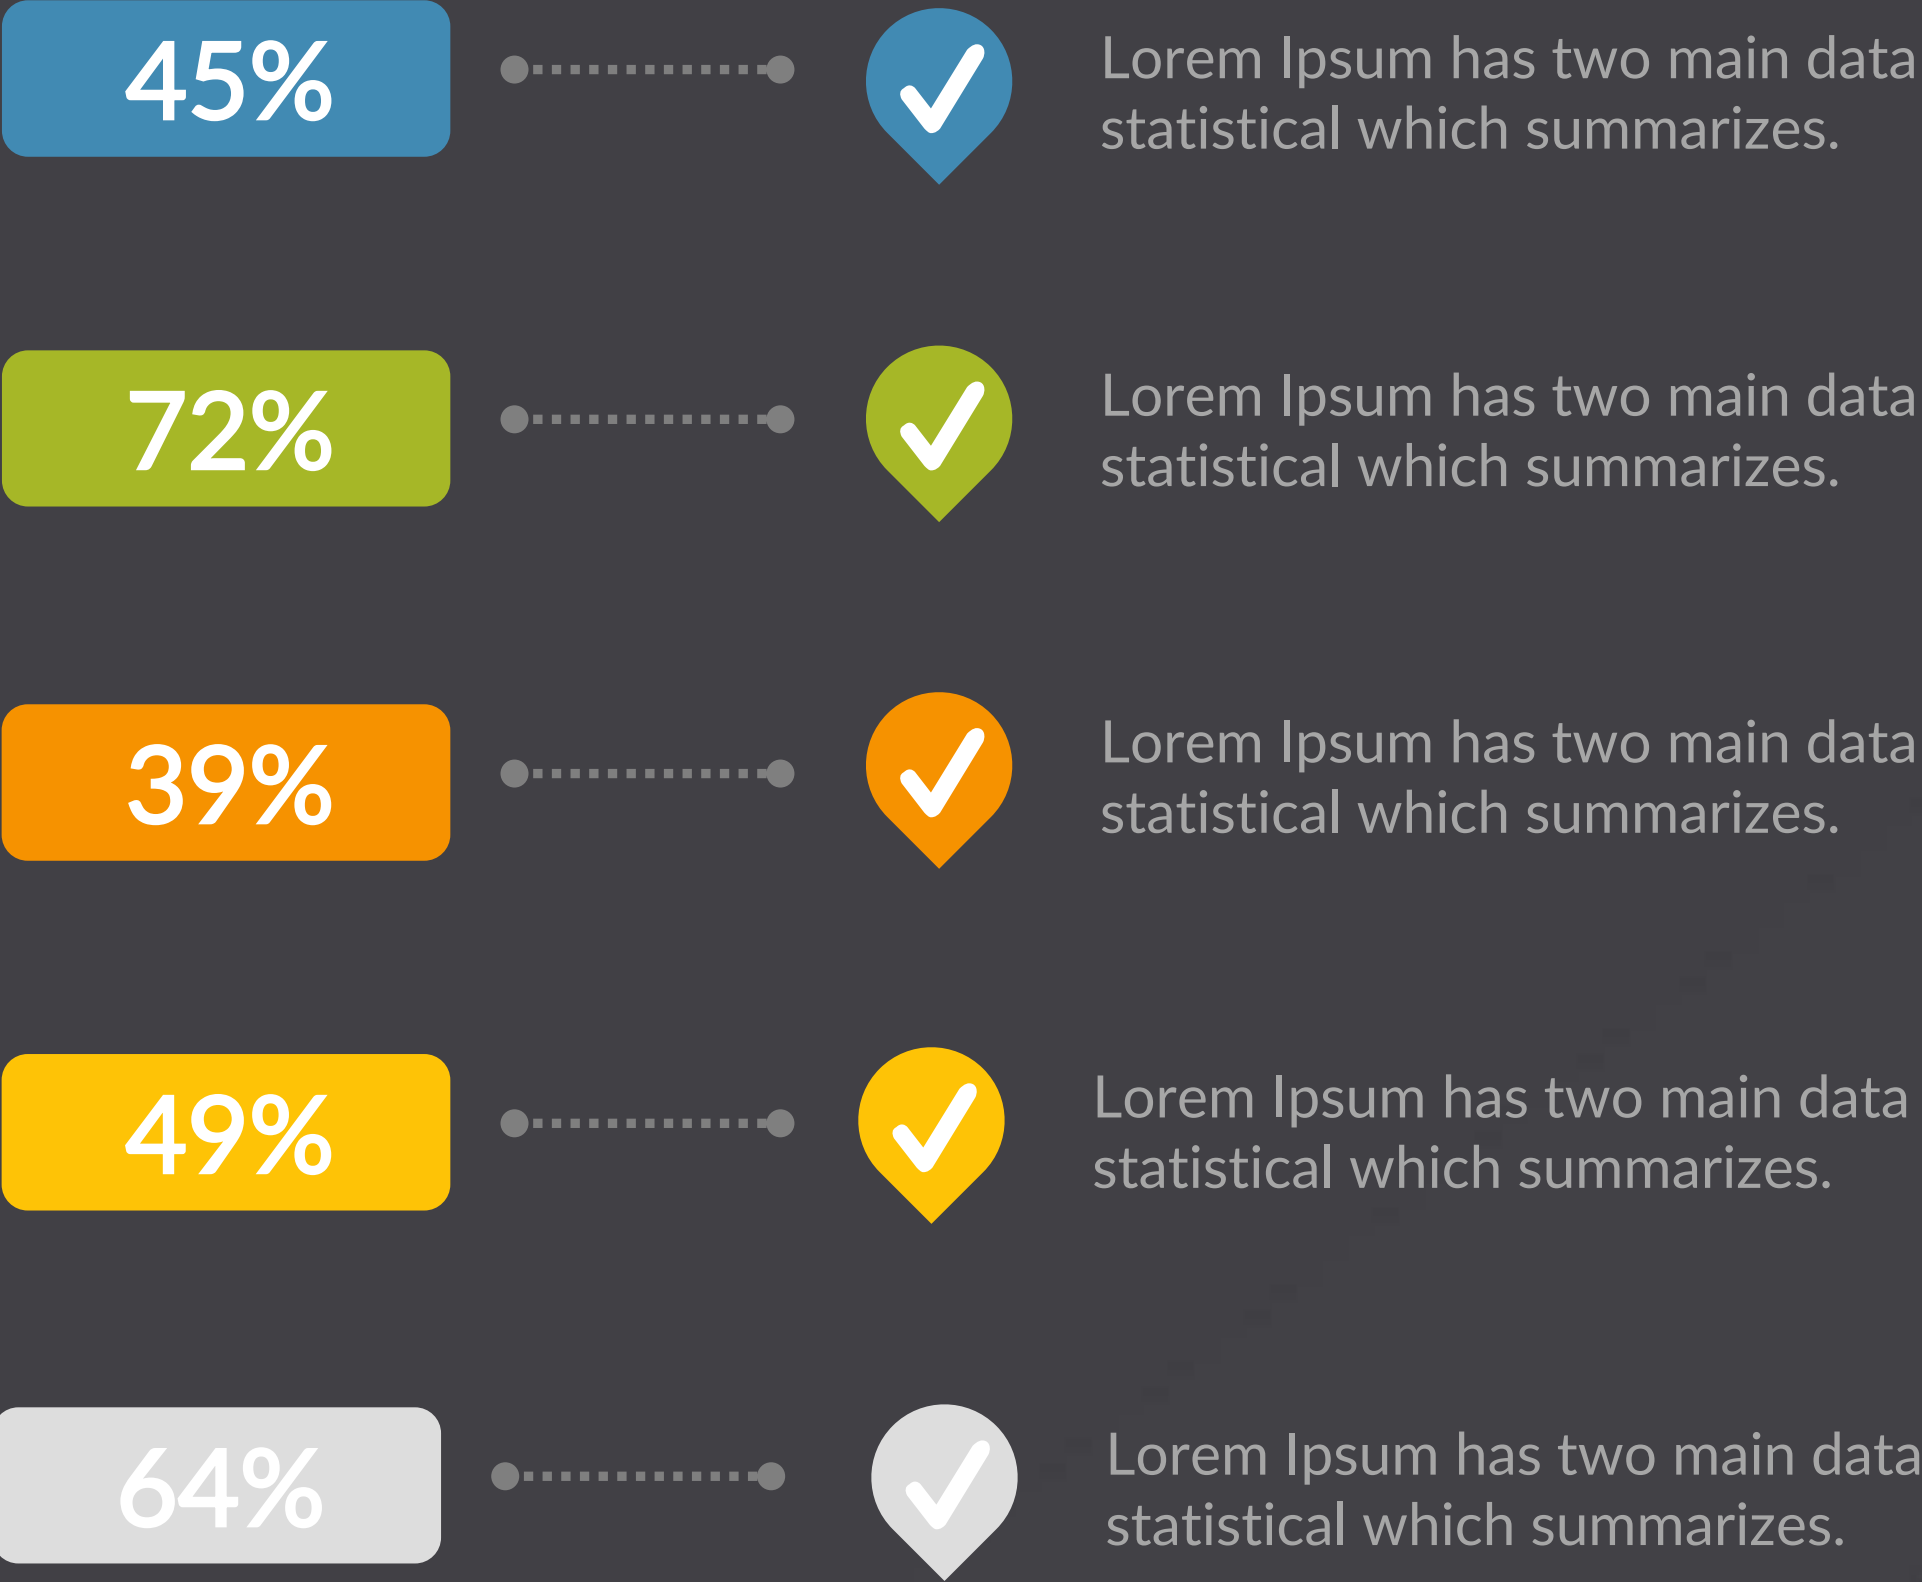 45%
Lorem Ipsum has two main data
statistical which summarizes.
72%
Lorem Ipsum has two main data
statistical which summarizes.
39%
Lorem Ipsum has two main data
statistical which summarizes.
49%
Lorem Ipsum has two main data
statistical which summarizes.
64%
Lorem Ipsum has two main data
statistical which summarizes.